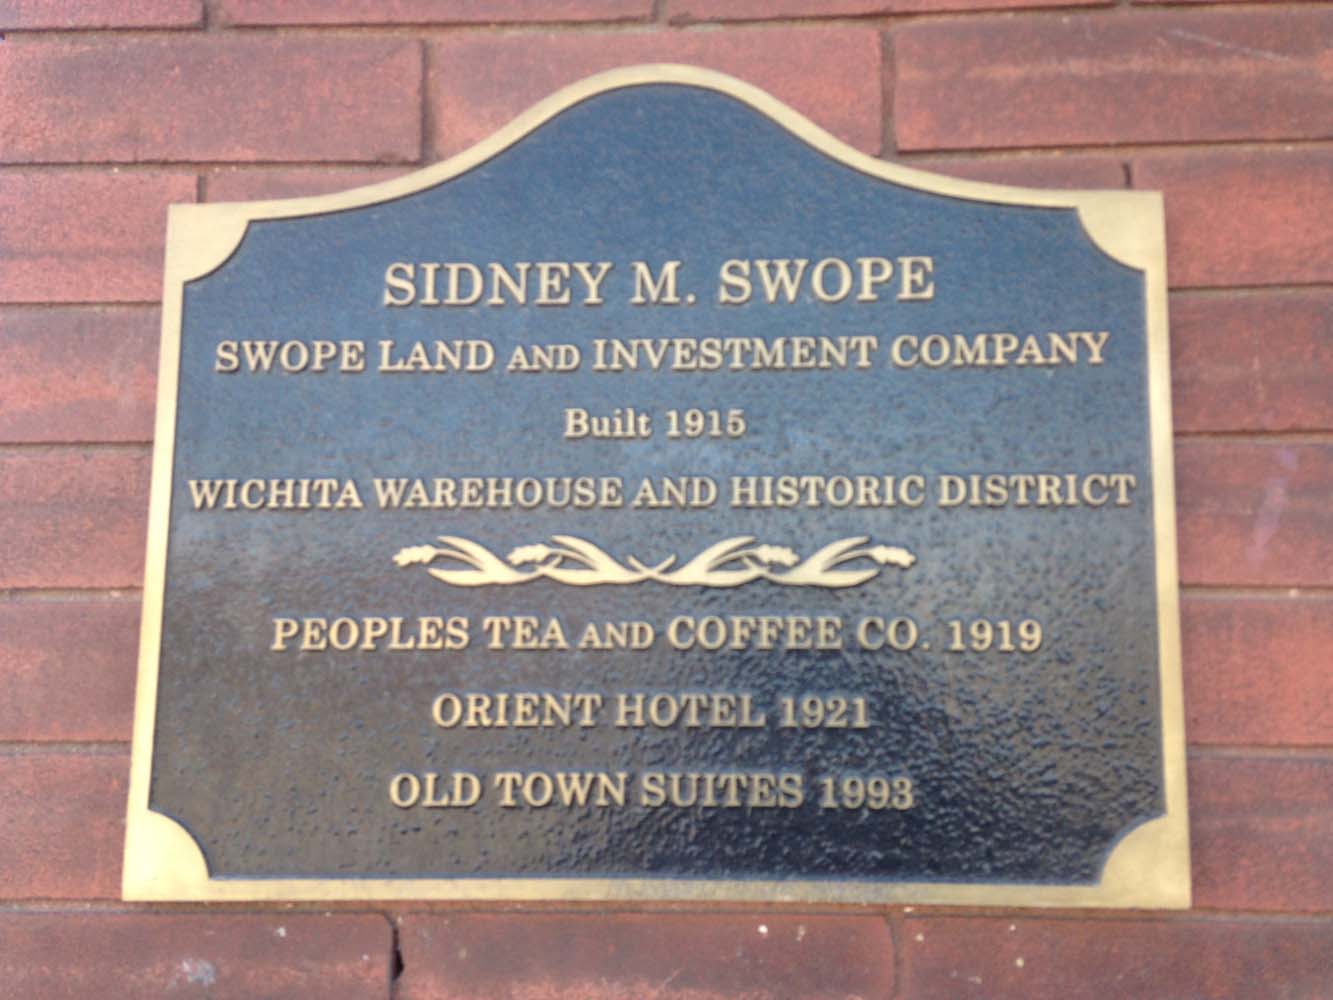 SIDNEY M. SWOPE
SWOPE LAND AND INVESTMENT COMPANY
Built 1915
WICHITA WAREHOUSE AND HISTORIC DISTRICT
PEOPLES TEA AND COFFEE CO. 1919
ORIENT HOTEL 1921
OLD TOWN SUITES 1993